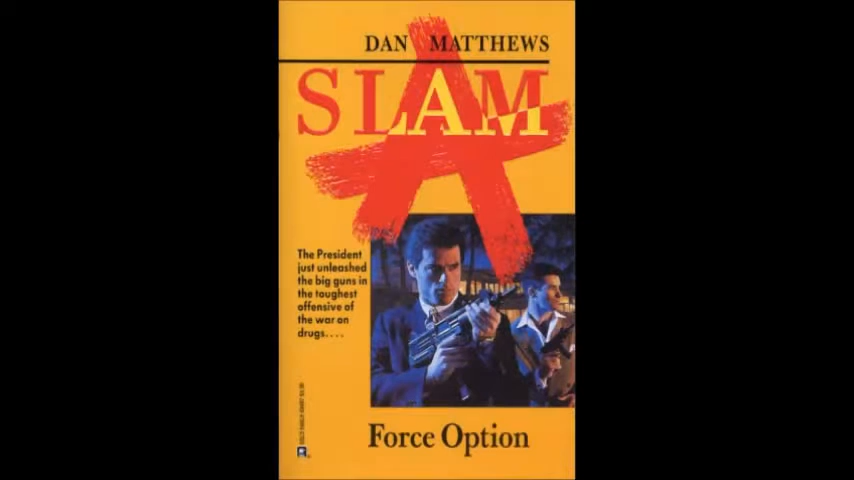 DAN MATTHEWS
SLAM
The President
just unleashed
the big guns in
the toughest
offensive of
the war on
drugs....
Force Option